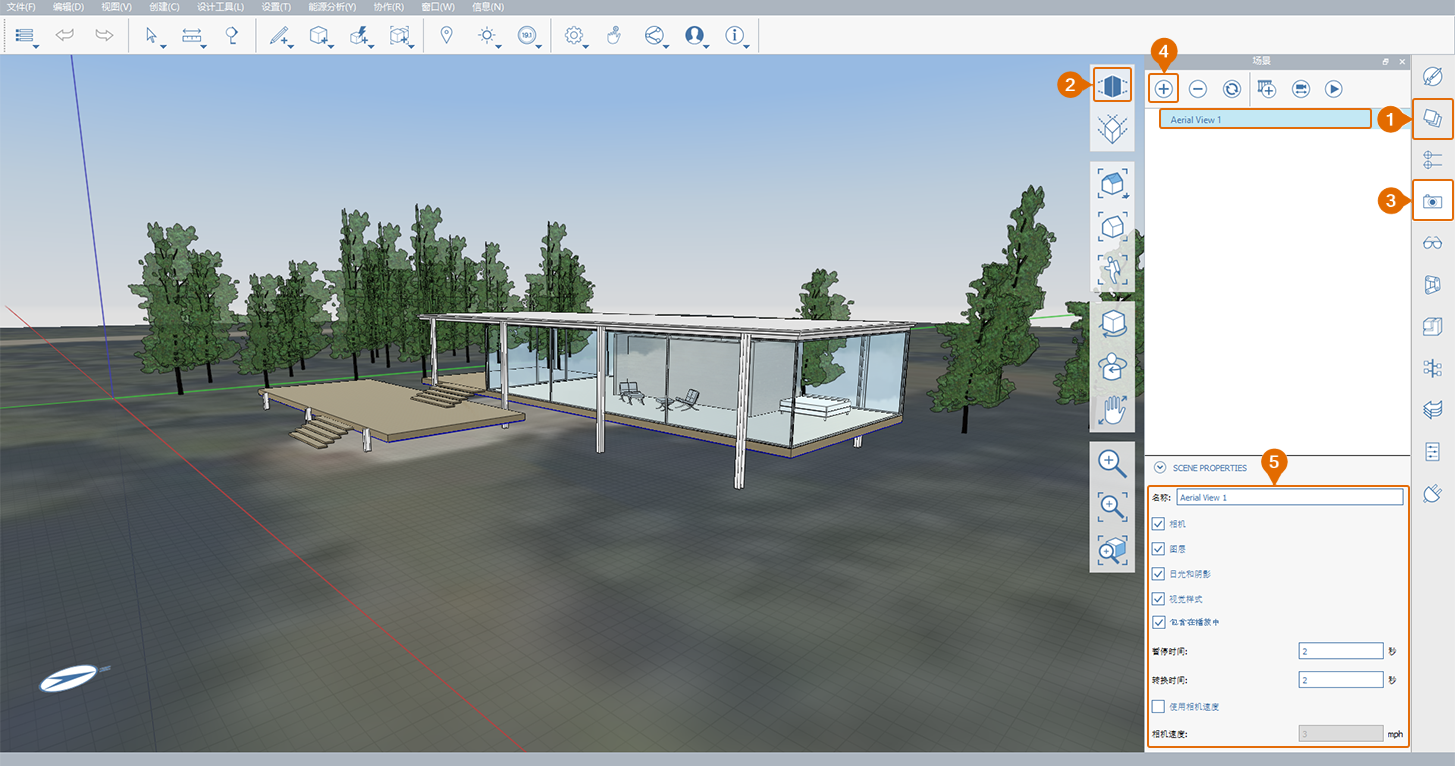 文件(F) 编辑(D) 视图(V) 创建(C) 设计工具(L) 设置(T) 能源分析(Y) 协作(R) 窗口(W) 信息(N)
19.1
4
场景
2
Aerial View 1
1
3
SCENE PROPERTIES
5
名称: Aerial View 1
相机
图层
日光和阴影
视觉样式
包含在播放中
暂停时间: 2 秒
转换时间: 2 秒
使用相机速度
相机速度: 3 mph